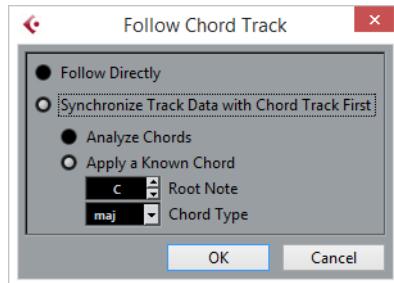 Follow Chord Track
Follow Directly
Synchronize Track Data with Chord Track First
Analyze Chords
Apply a Known Chord
C Root Note
maj Chord Type
OK Cancel